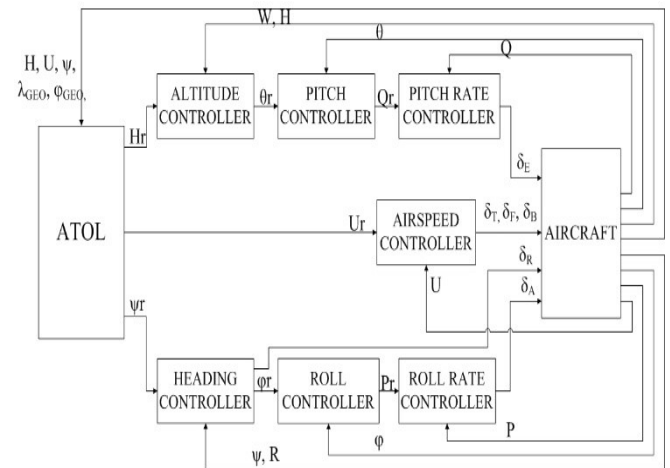 W, H
θ
Q
H, U, ψ,
λGEO, φGEO,
Hr
ALTITUDE
CONTROLLER
θr
PITCH
CONTROLLER
Qr
PITCH RATE
CONTROLLER
δE
ATOL
Ur
AIRSPEED
CONTROLLER
δT, δF, δB
AIRCRAFT
δR
U
δA
ψr
HEADING
CONTROLLER
φr
ROLL
CONTROLLER
Pr
ROLL RATE
CONTROLLER
ψ, R
φ
P